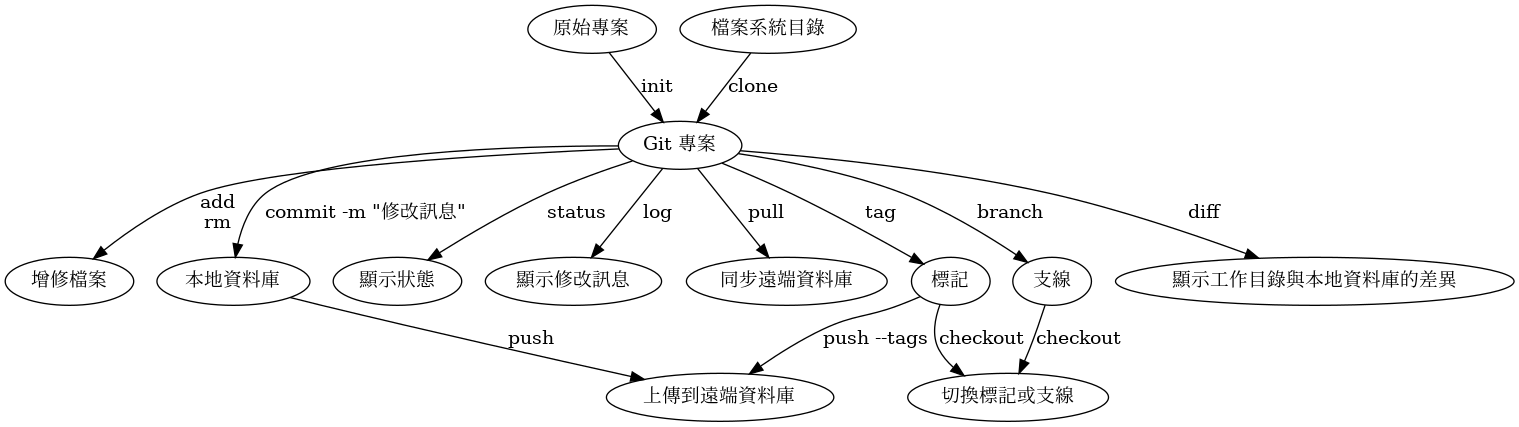 原始專案
檔案系統目錄
init
clone
Git 專案
add
rm
commit -m "修改訊息"
status
log
pull
tag
branch
diff
增修檔案
本地資料庫
顯示狀態
顯示修改訊息
同步遠端資料庫
標記
支線
顯示工作目錄與本地資料庫的差異
push
push --tags
checkout
checkout
上傳到遠端資料庫
切換標記或支線